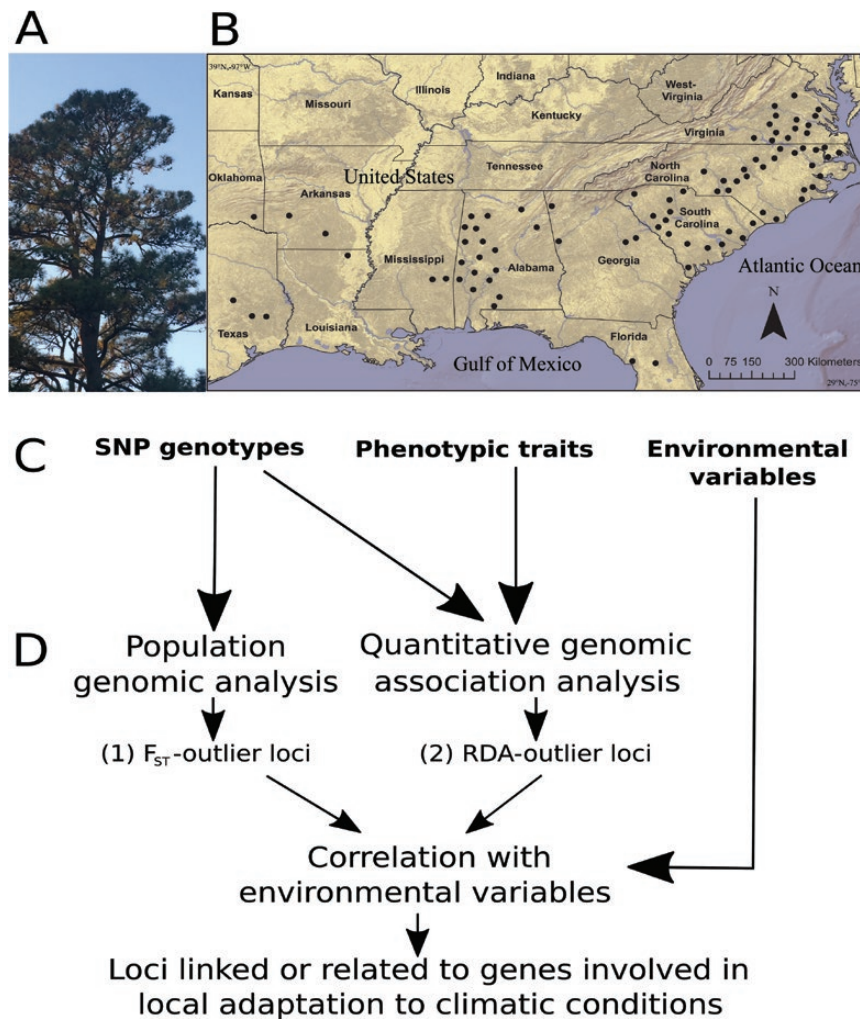 A
B
39°N,-97°W
Kansas
Missouri
Illinois
Indiana
West-
Virginia
Kentucky
Virginia
Oklahoma
Arkansas
United States
Tennessee
North
Carolina
South
Carolina
Mississippi
Alabama
Georgia
Atlantic Ocean
Texas
Louisiana
Florida
Gulf of Mexico
N
0 75 150 300 Kilometers
29°N,-75°
C
SNP genotypes
Phenotypic traits
Environmental
variables
D
Population
genomic analysis
Quantitative genomic
association analysis
(1) FST-outlier loci
(2) RDA-outlier loci
Correlation with
environmental variables
Loci linked or related to genes involved in
local adaptation to climatic conditions